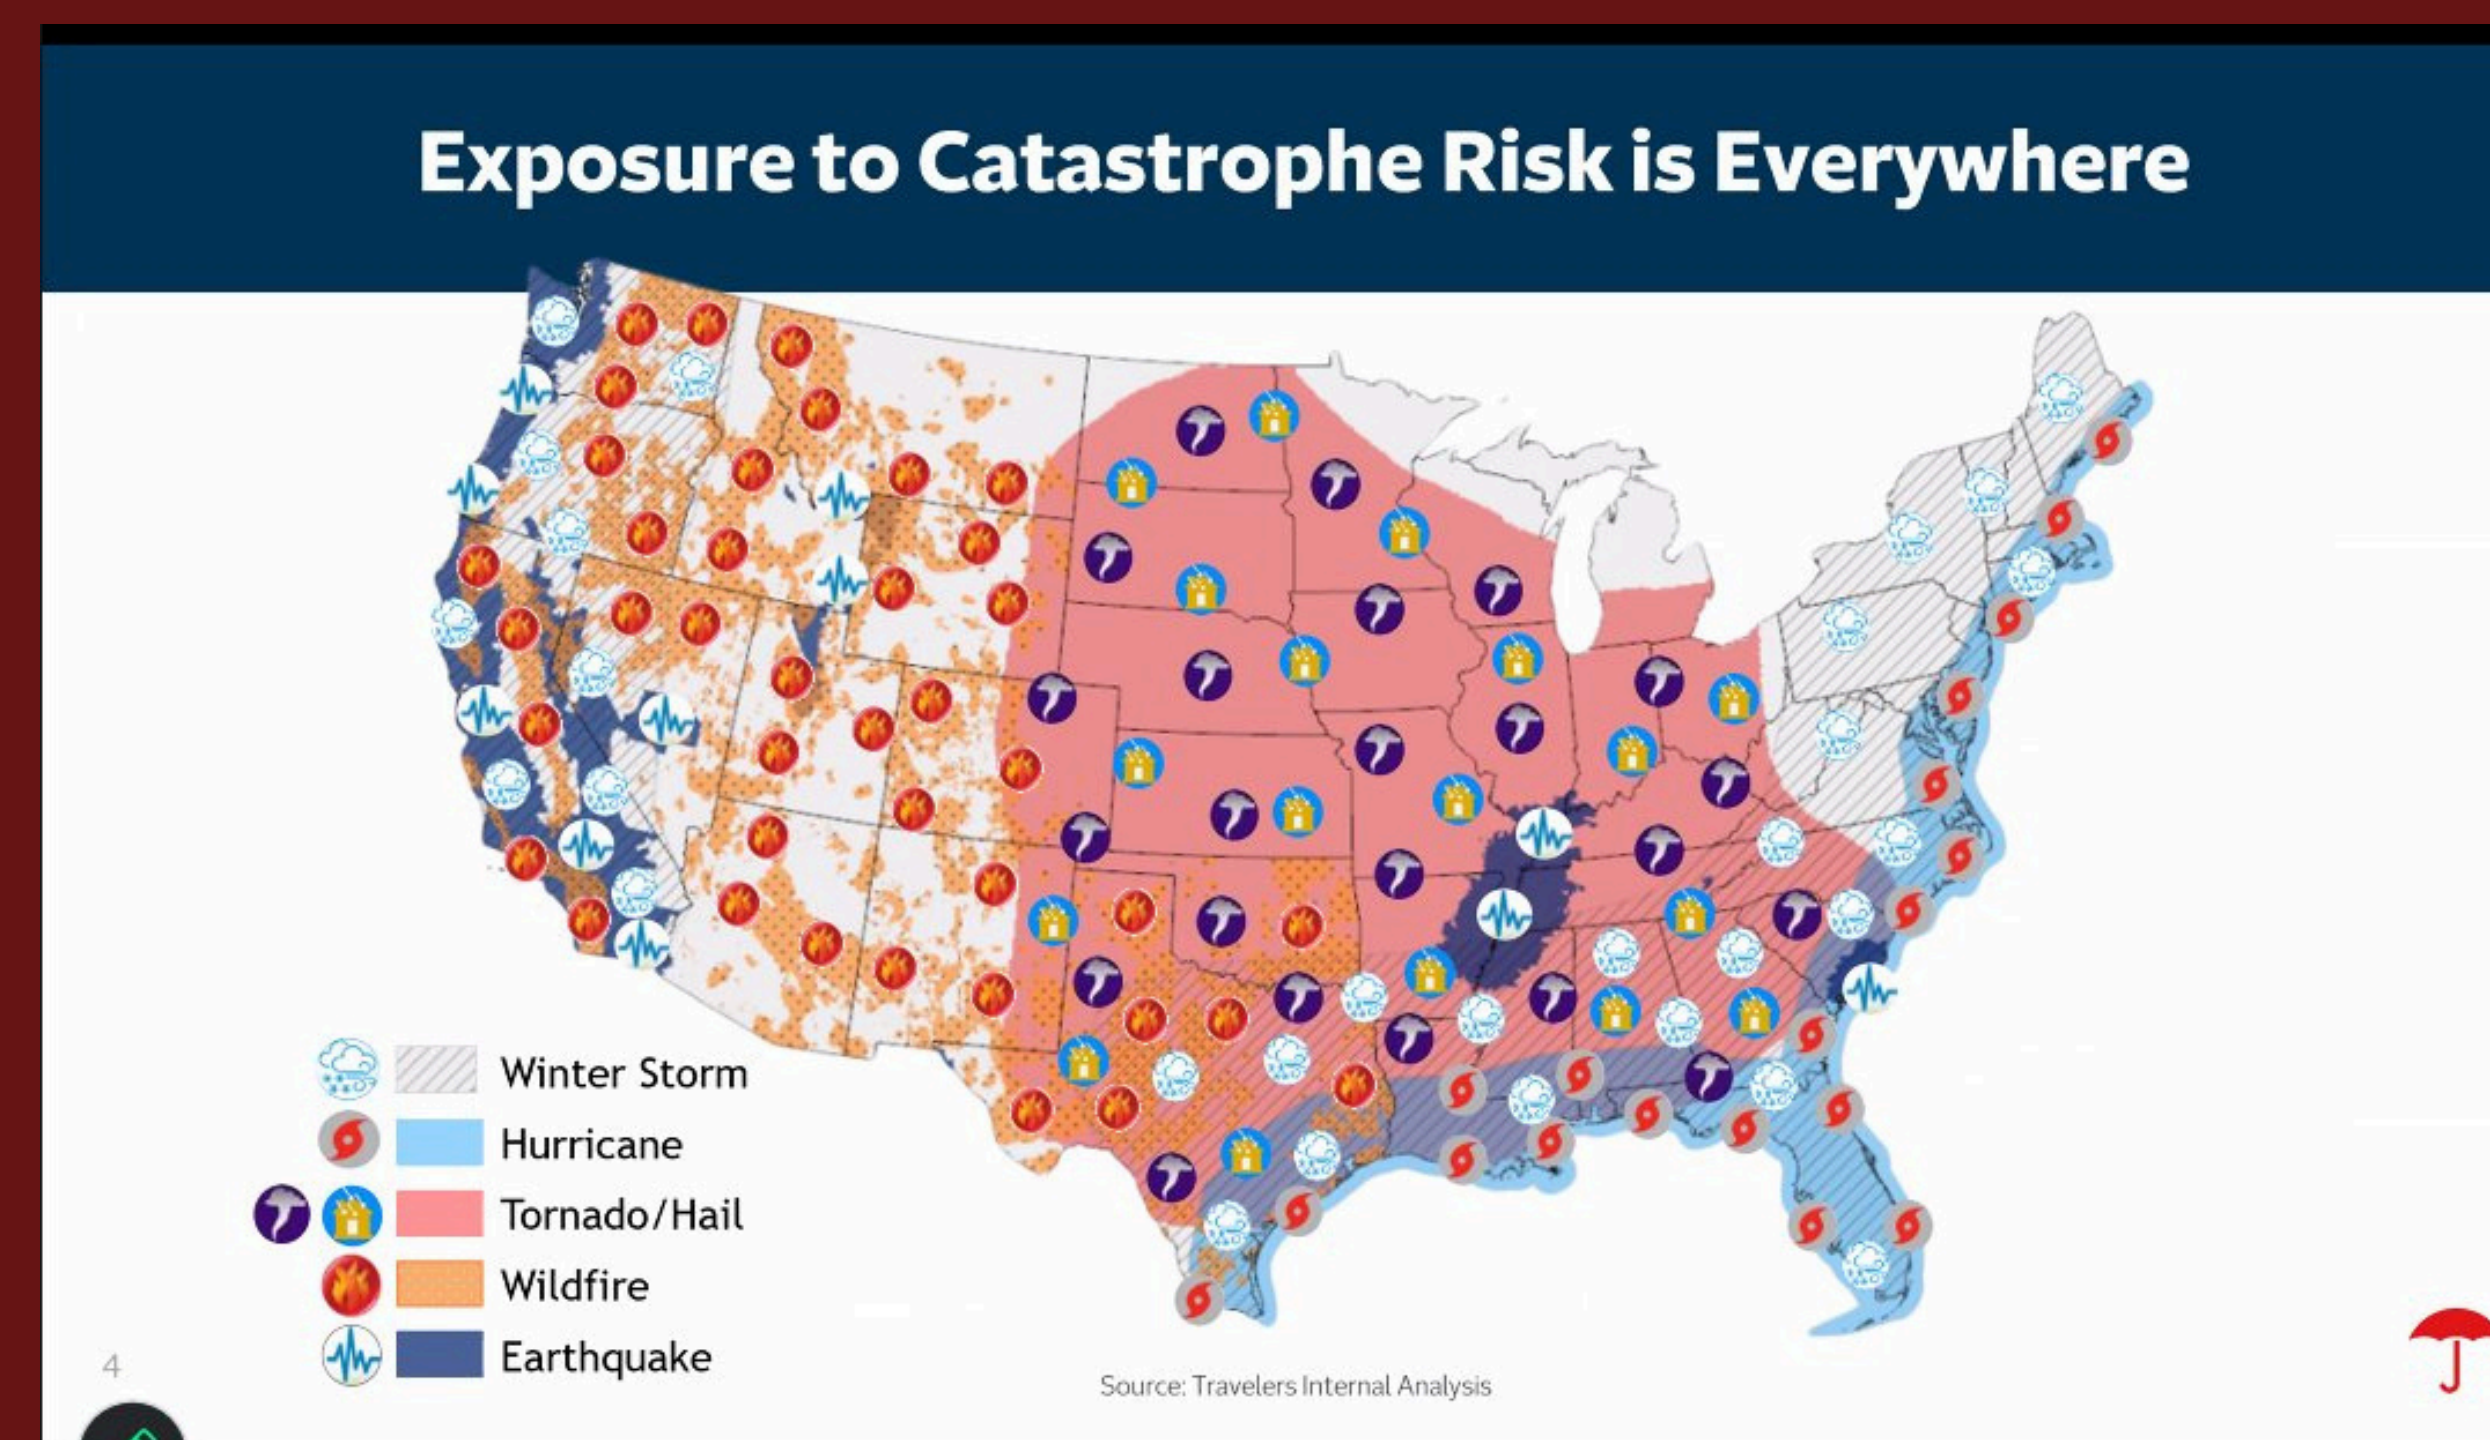 Exposure to Catastrophe Risk is Everywhere
Winter Storm
Hurricane
Tornado/Hail
Wildfire
Earthquake
4
Source: Travelers Internal Analysis